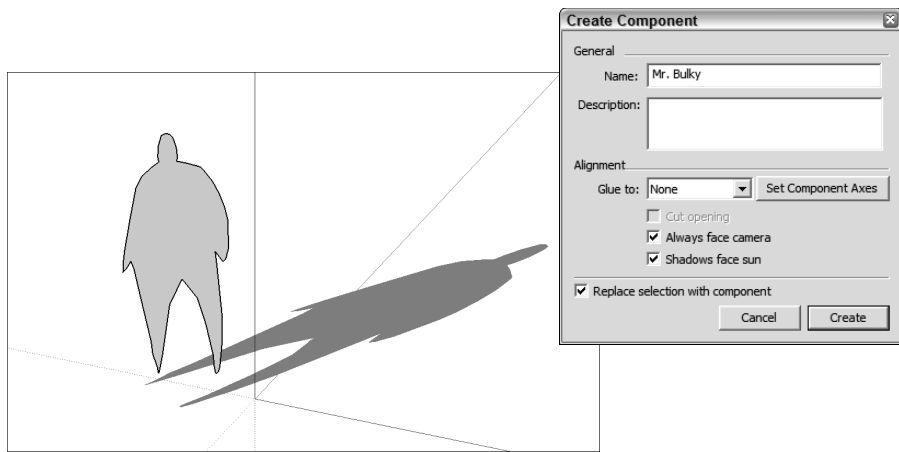 Create Component
General
Name: Mr. Bulky
Description:
Alignment
Glue to: None Set Component Axes
Cut opening
Always face camera
Shadows face sun
Replace selection with component
Cancel Create